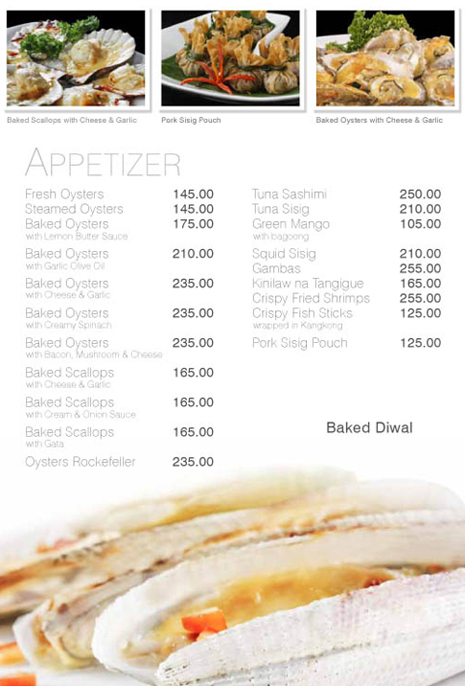 Baked Scallops with Cheese & Garlic
Pork Sisig Pouch
Baked Oysters with Cheese & Garlic
APPETIZER
Fresh Oysters 145.00
Steamed Oysters 145.00
Baked Oysters 175.00
with Lemon Butter Sauce
Baked Oysters 210.00
with Garlic Olive Oil
Baked Oysters 235.00
with Cheese & Garlic
Baked Oysters 235.00
with Creamy Spinach
Baked Oysters 235.00
with Bacon, Mushroom & Cheese
Baked Scallops 165.00
with Cheese & Garlic
Baked Scallops 165.00
with Cream & Onion Sauce
Baked Scallops 165.00
with Gata
Oysters Rockefeller 235.00
Tuna Sashimi 250.00
Tuna Sisig 210.00
Green Mango 105.00
with bagoong
Squid Sisig 210.00
Gambas 255.00
Kinilaw na Tangigue 165.00
Crispy Fried Shrimps 255.00
Crispy Fish Sticks 125.00
wrapped in Kangkong
Pork Sisig Pouch 125.00
Baked Diwal